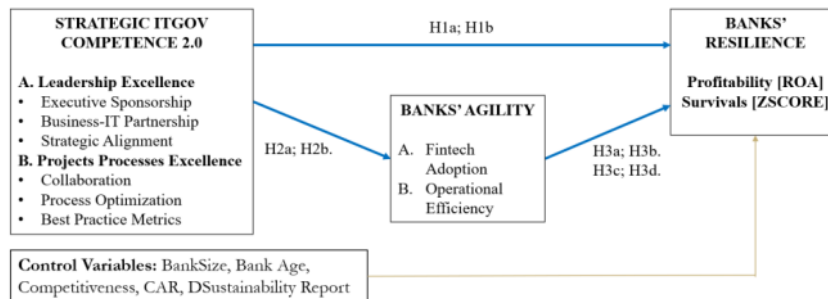 STRATEGIC ITGOV
COMPETENCE 2.0
A. Leadership Excellence
• Executive Sponsorship
• Business-IT Partnership
• Strategic Alignment
B. Projects Processes Excellence
• Collaboration
• Process Optimization
• Best Practice Metrics
H1a; H1b
H2a; H2b.
BANKS' AGILITY
A. Fintech
Adoption
B. Operational
Efficiency
H3a; H3b.
H3c; H3d.
BANKS'
RESILIENCE
Profitability [ROA]
Survivals [ZSCORE]
Control Variables: BankSize, Bank Age,
Competitiveness, CAR, DSustainability Report